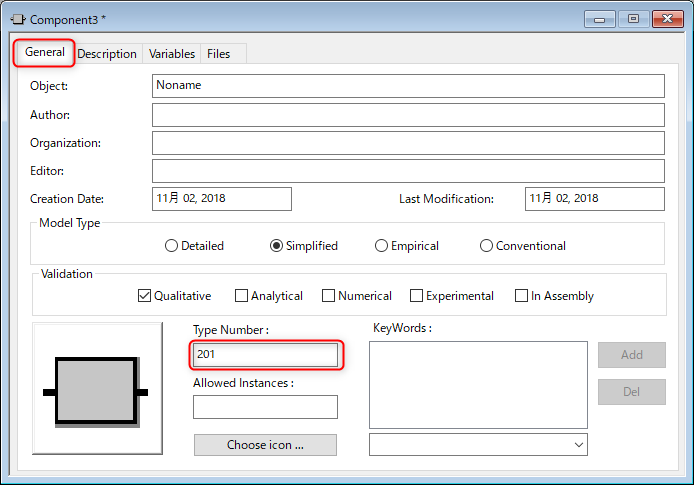 Component3 *
General Description Variables Files
Object: Noname
Author:
Organization:
Editor:
Creation Date: 11月 02, 2018 Last Modification: 11月 02, 2018
Model Type
Detailed Simplified Empirical Conventional
Validation
Qualitative Analytical Numerical Experimental In Assembly
Type Number : KeyWords :
201
Add
Allowed Instances :
Del
Choose icon ...